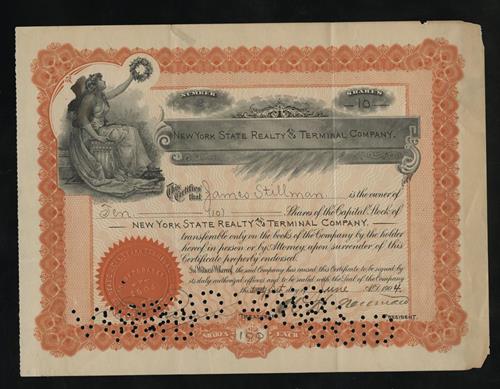 NUMBER SHARES
10
NEW YORK STATE REALTY AND TERMINAL COMPANY.
This Certifies that James Stillman is the owner of
Ten (10) Shares of the Capital Stock of
NEW YORK STATE REALTY AND TERMINAL COMPANY.
transferable only on the books of the Company by the holder
hereof in person or by Attorney upon surrender of this
Certificate properly endorsed.
In Witness Whereof, the said Company has caused this Certificate to be signed by
its duly authorized officers and to be sealed with the Seal of the Company
June 1904
PRESIDENT.
SHARES 100 EACH